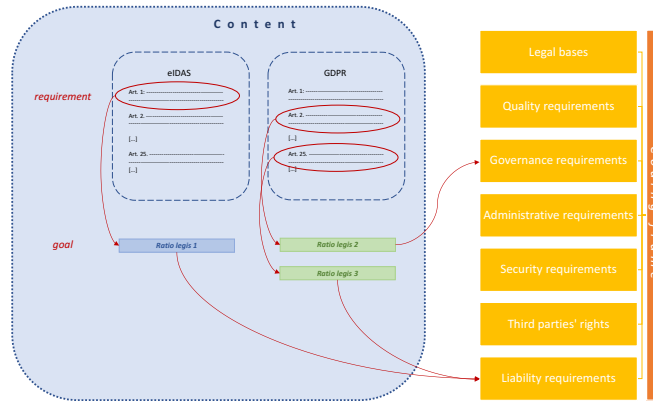 Content
eIDAS
GDPR
requirement
Art. 1:
Art. 2.
[...]
Art. 25.
[...]
Art. 1:
Art. 2.
[...]
Art. 25.
[...]
goal
Ratio legis 1
Ratio legis 2
Ratio legis 3
Legal bases
Quality requirements
Governance requirements
Administrative requirements
Security requirements
Third parties' rights
Liability requirements